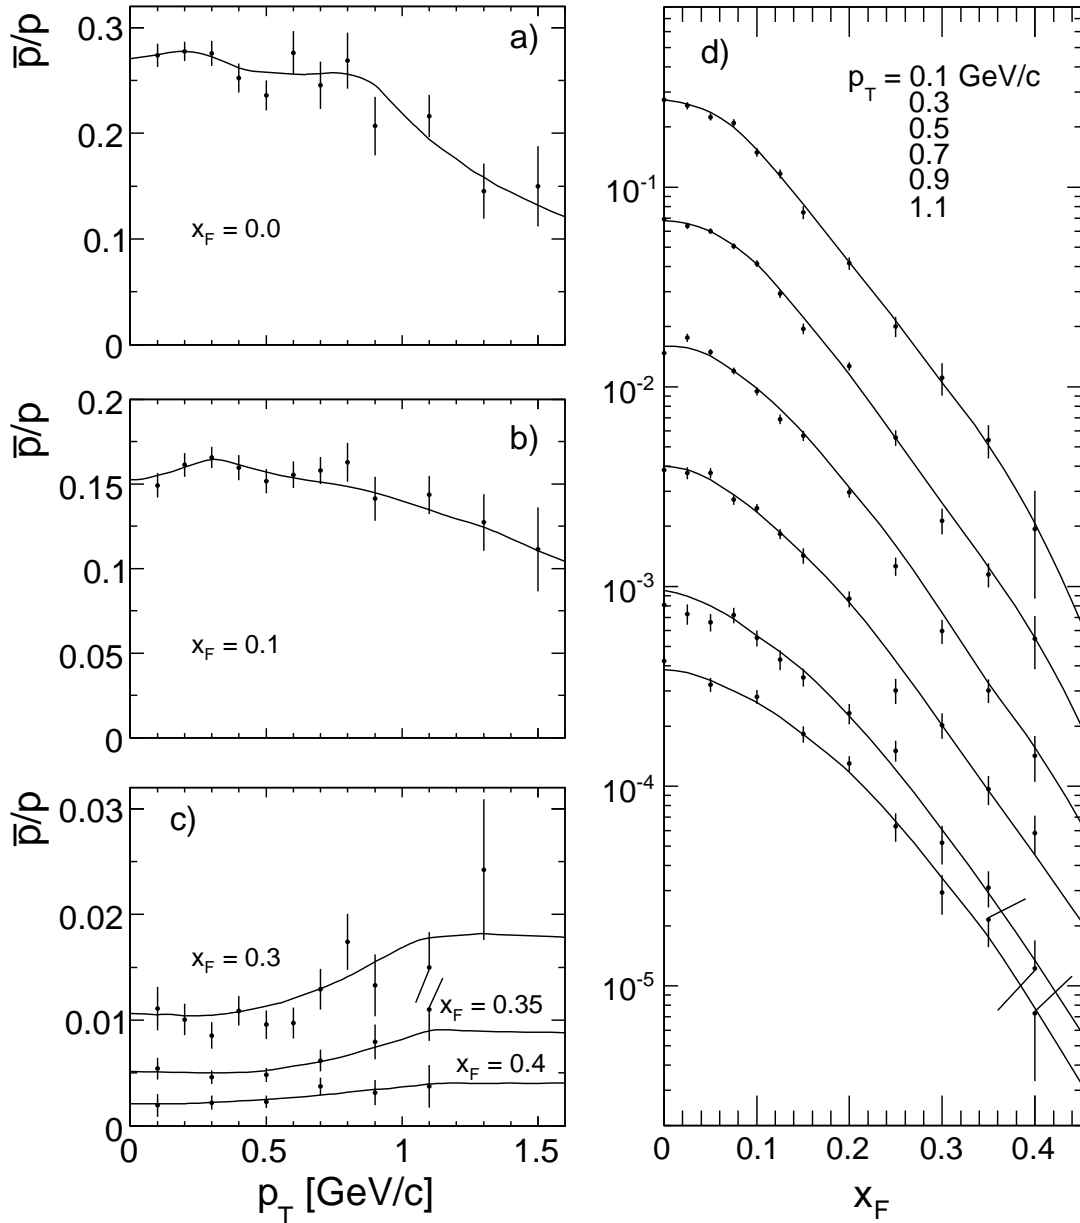 p̅/p
a)
0.3
0.2
0.1
0
x_F = 0.0
p̅/p
b)
0.2
0.15
0.1
0.05
0
x_F = 0.1
p̅/p
c)
0.03
0.02
0.01
0
x_F = 0.3
x_F = 0.35
x_F = 0.4
0 0.5 1 1.5
p_T [GeV/c]
d)
p_T = 0.1 GeV/c
0.3
0.5
0.7
0.9
1.1
10^-1
10^-2
10^-3
10^-4
10^-5
0 0.1 0.2 0.3 0.4
x_F